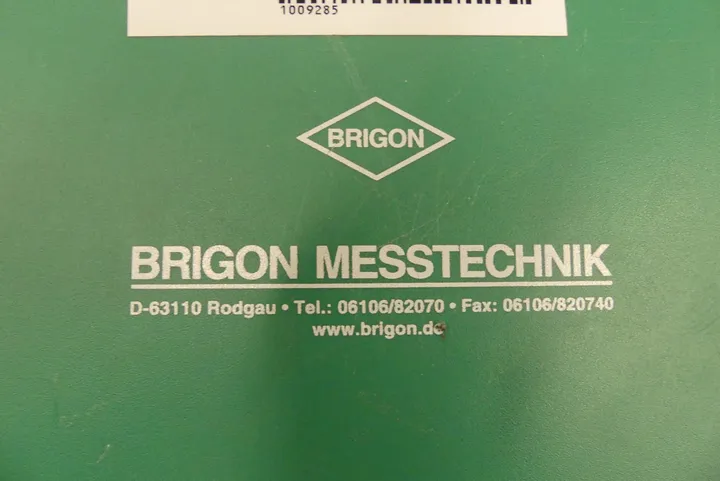 1009285
BRIGON
BRIGON MESSTECHNIK
D-63110 Rodgau • Tel.: 06106/82070 • Fax: 06106/820740
www.brigon.de